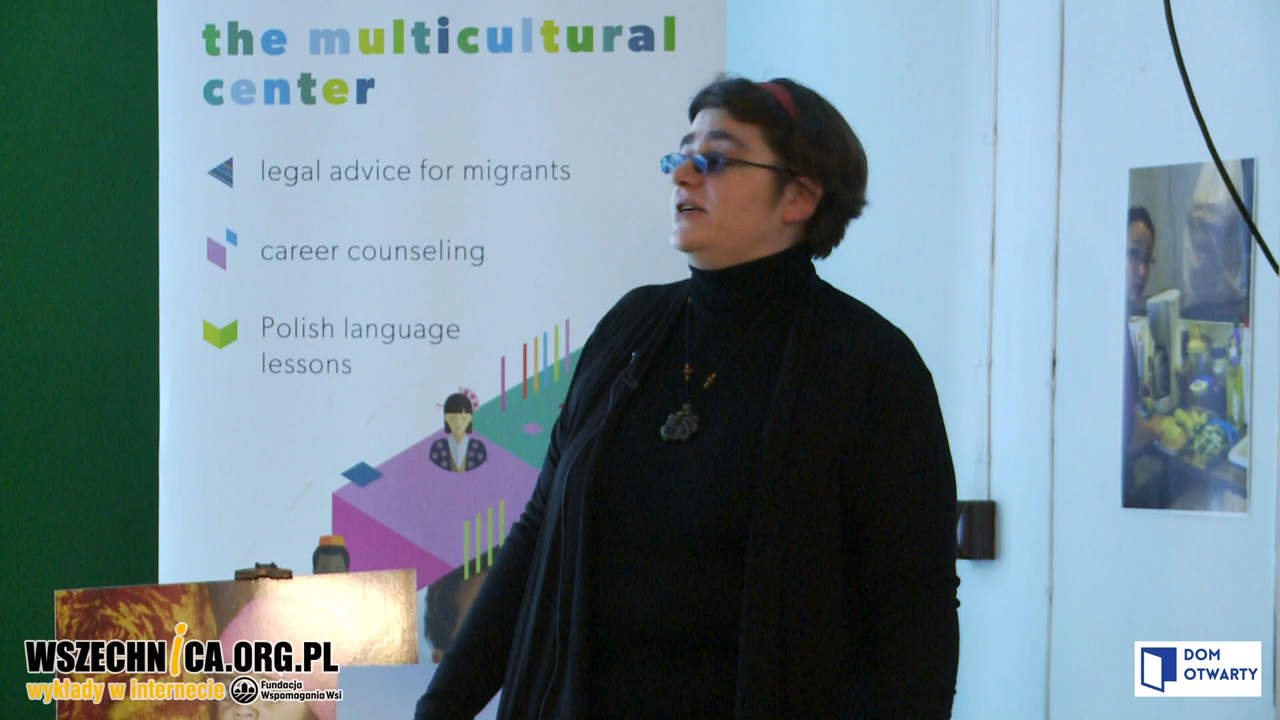 the multicultural
center
legal advice for migrants
career counseling
Polish language
lessons
WSZECHNICA.ORG.PL
wykłady w internecie
Fundacja
Wspomagania Wsi
DOM
OTWARTY